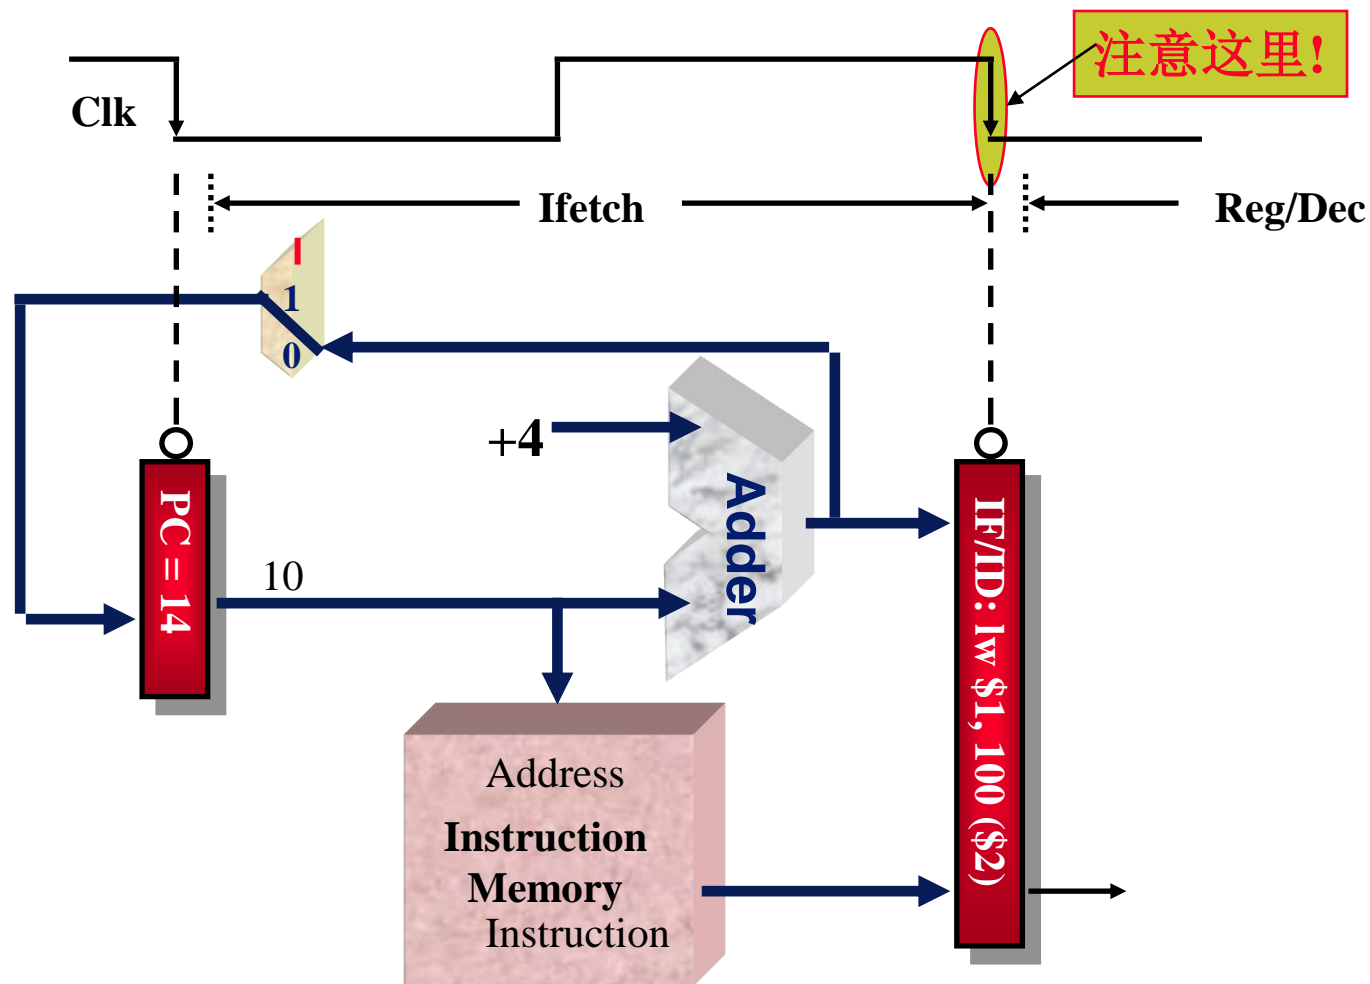 注意这里!
Clk
Ifetch
Reg/Dec
1
0
+4
Adder
PC = 14
10
IF/ID: lw $1, 100 ($2)
Address
Instruction
Memory
Instruction